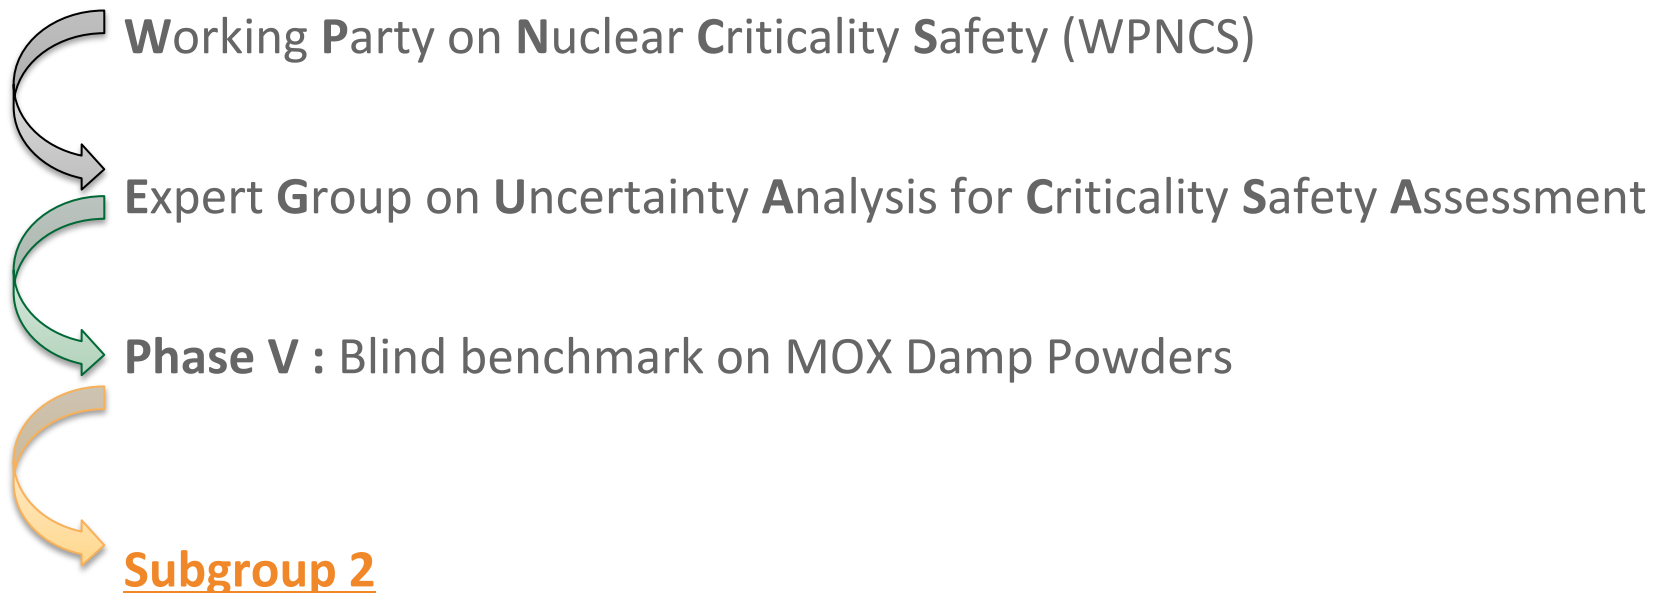 Working Party on Nuclear Criticality Safety (WPNCS)
Expert Group on Uncertainty Analysis for Criticality Safety Assessment
Phase V : Blind benchmark on MOX Damp Powders
Subgroup 2